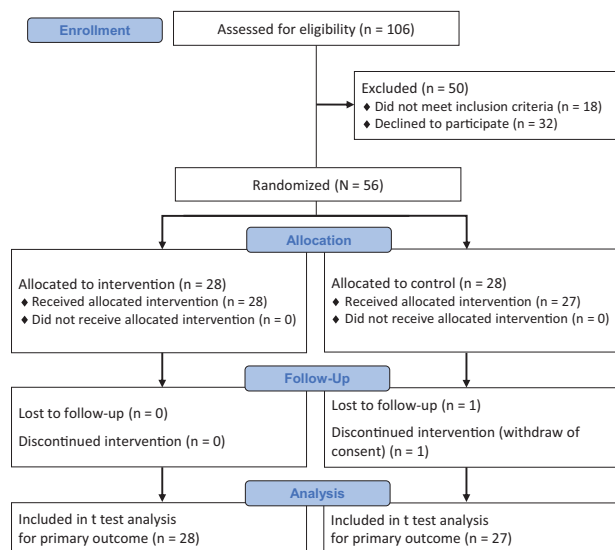 Enrollment
Assessed for eligibility (n = 106)
Excluded (n = 50)
♦ Did not meet inclusion criteria (n = 18)
♦ Declined to participate (n = 32)
Randomized (N = 56)
Allocation
Allocated to intervention (n = 28)
♦ Received allocated intervention (n = 28)
♦ Did not receive allocated intervention (n = 0)
Allocated to control (n = 28)
♦ Received allocated intervention (n = 27)
♦ Did not receive allocated intervention (n = 0)
Follow-Up
Lost to follow-up (n = 0)
Discontinued intervention (n = 0)
Lost to follow-up (n = 1)
Discontinued intervention (withdraw of
consent) (n = 1)
Analysis
Included in t test analysis
for primary outcome (n = 28)
Included in t test analysis
for primary outcome (n = 27)